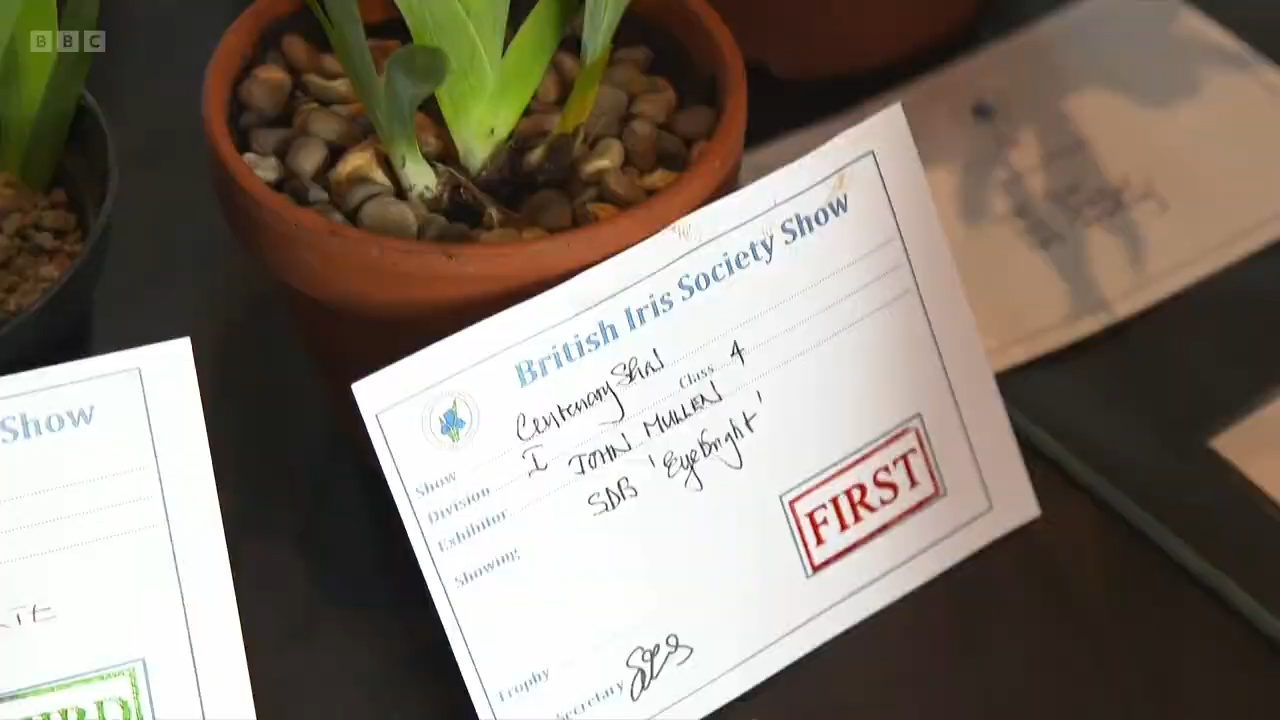 BBC
British Iris Society Show
Show Centenary Show
Division I Class 4
Exhibitor JOHN MULLEN
Showing SDB 'Eyebright'
FIRST
Trophy
Secretary
Show